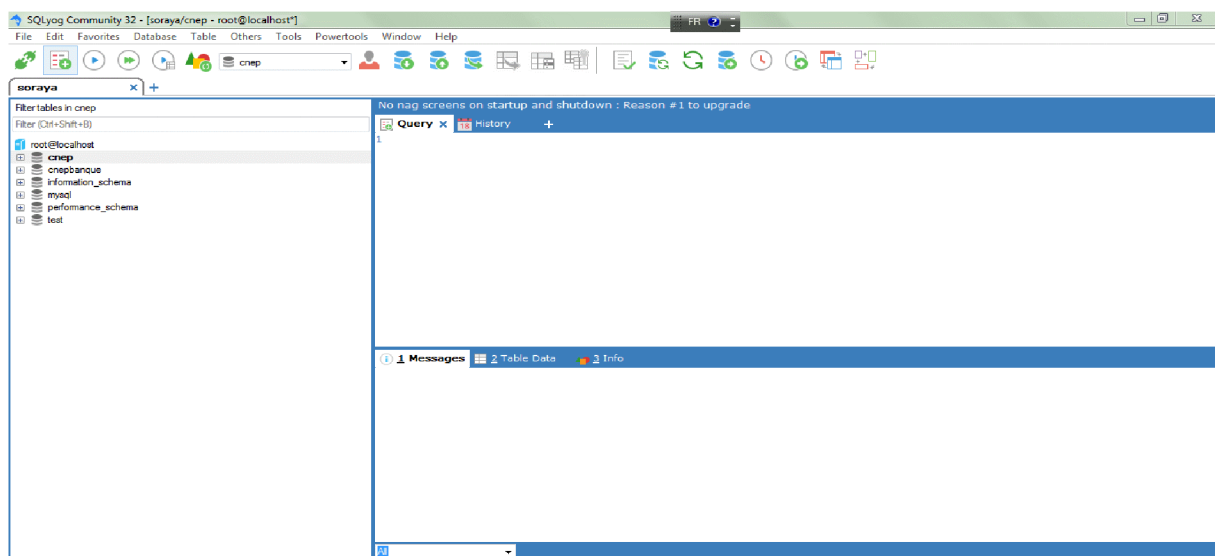 SQLyog Community 32 - [soraya/cnep - root@localhost*]
FR
File Edit Favorites Database Table Others Tools Powertools Window Help
cnep
soraya
Filter tables in cnep
Filter (Ctrl+Shift+B)
root@localhost
cnep
cnepbanque
information_schema
mysql
performance_schema
test
No nag screens on startup and shutdown : Reason #1 to upgrade
Query 18 History
1
1 Messages 2 Table Data 3 Info
All